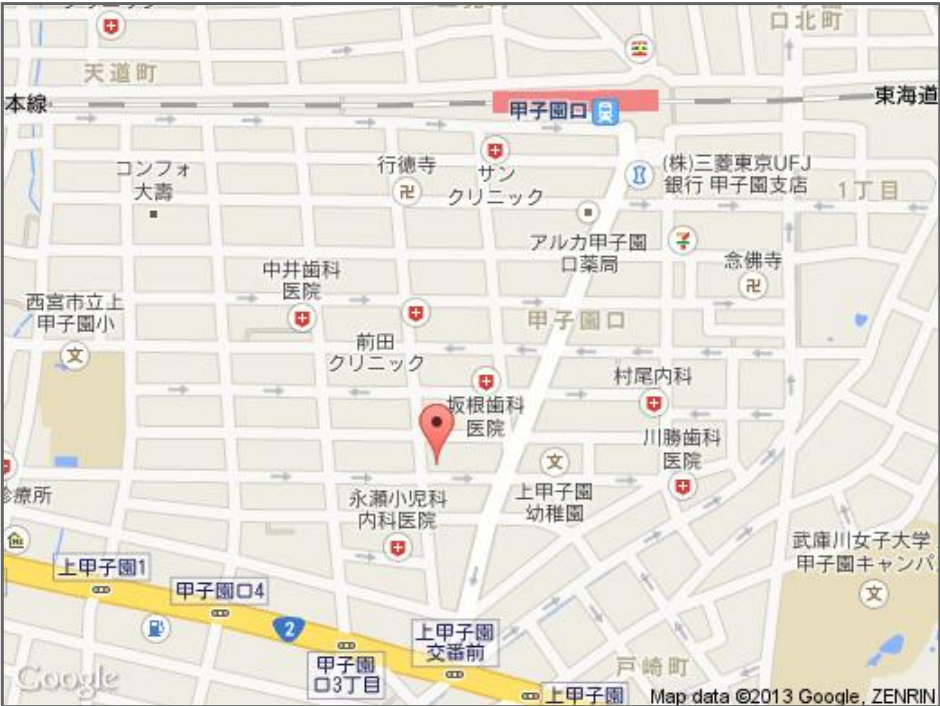 クリニック
口北町
天道町
本線
東海道
甲子園口
コンフォ
大壽
行徳寺
サン
クリニック
(株)三菱東京UFJ
銀行 甲子園支店
1丁目
アルカ甲子園
口薬局
念佛寺
中井歯科
医院
西宮市立上
甲子園小
甲子園口
前田
クリニック
村尾内科
坂根歯科
医院
川勝歯科
医院
診療所
永瀬小児科
内科医院
上甲子園
幼稚園
文
文
文
武庫川女子大学
甲子園キャンパ
上甲子園1
甲子園口4
2
上甲子園
交番前
甲子園
口3丁目
戸崎町
上甲子園
Google
Map data ©2013 Google, ZENRIN